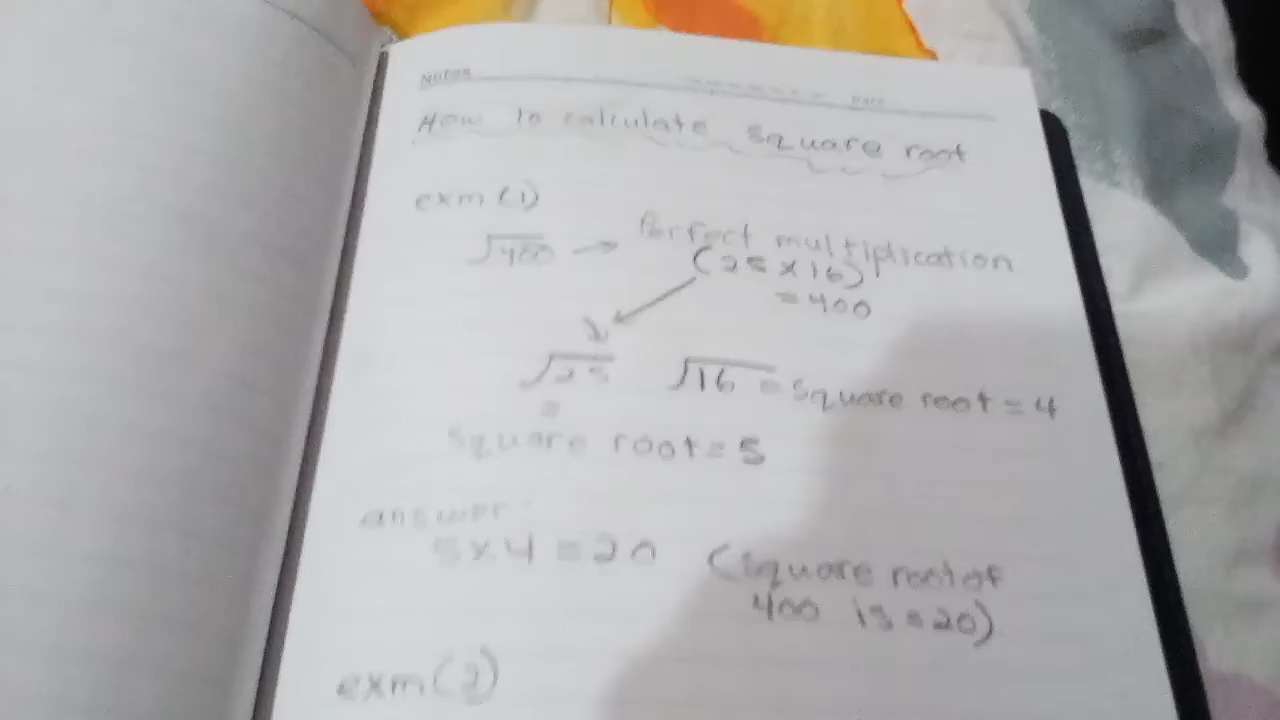 NOTES
DATE
How to calculate square root
exm(1)
√400 → Perfect multiplication
(25 × 16)
= 400
√25 √16 = square root = 4
=
square root = 5
answer:
5 × 4 = 20 (square root of
400 is = 20)
exm(2)